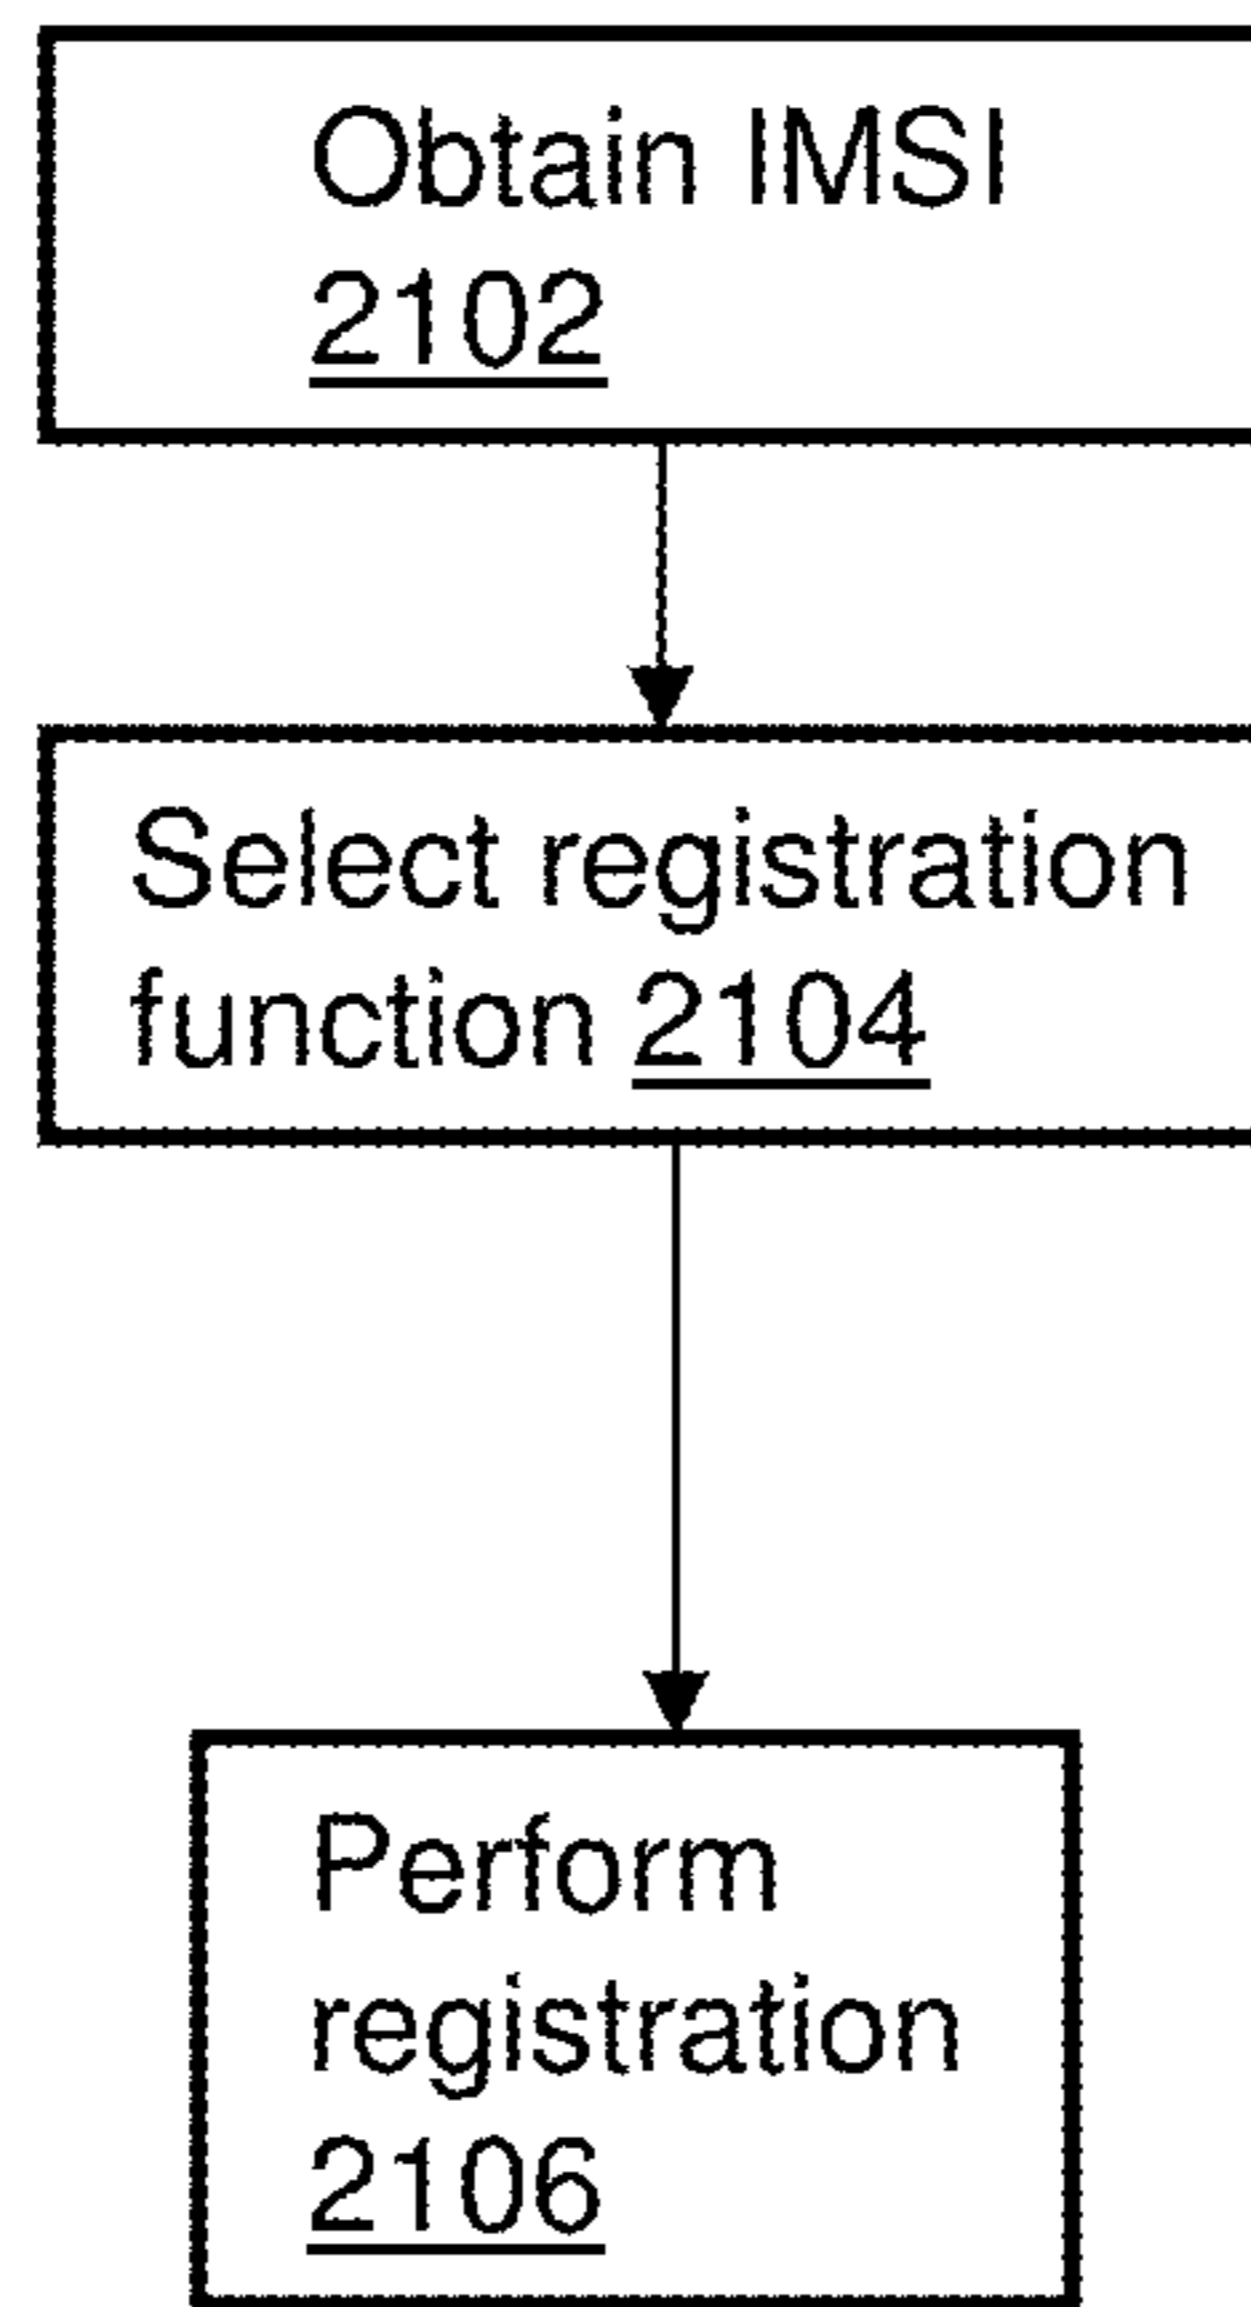 Obtain IMSI
2102
Select registration
function 2104
Perform
registration
2106